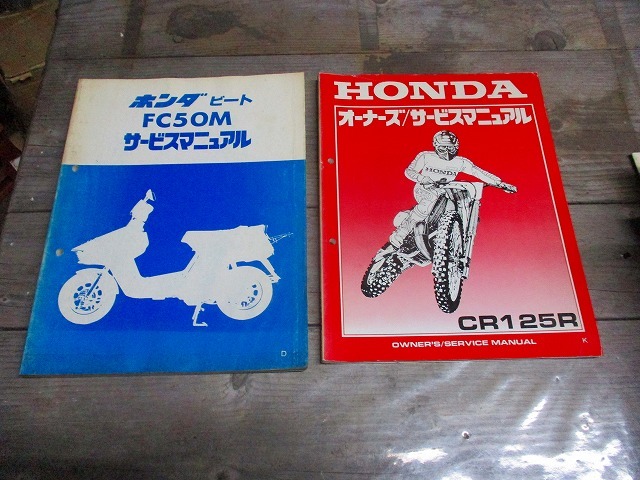 ホンダ ビート
FC50M
サービスマニュアル
D
HONDA
オーナーズ/サービスマニュアル
HONDA
CR125R
OWNER'S/SERVICE MANUAL
K